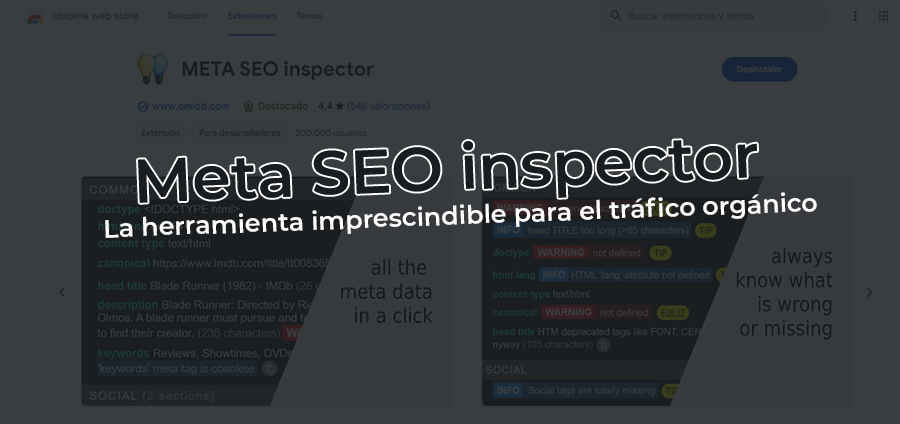 chrome web store
Descubrir
Extensiones
Temas
Buscar extensiones y temas
META SEO inspector
Desinstalar
www.omiod.com
Destacado
4,4 ★ (546 valoraciones)
Extensión
Para desarrolladores
200.000 usuarios
Meta SEO inspector
La herramienta imprescindible para el tráfico orgánico
doctype <!DOCTYPE html>
content type text/html
canonical https://www.imdb.com/title/tt008365
head title Blade Runner (1982) - IMDb (26
description Blade Runner: Directed by
Olmos. A blade runner must pursue and
to find their creator. (238 characters)
keywords Reviews, Showtimes, DVDs
'keywords' meta tag is obsolete
SOCIAL (2 sections)
all the
meta data
in a click
WARNING
INFO head TITLE too long (>65 characters) TIP
doctype WARNING not defined TIP
html lang INFO HTML 'lang' attribute not defined
content type text/html
canonical WARNING not defined FIX IT
head title HTM deprecated tags like FONT, CEN
nyway (105 characters)
SOCIAL
INFO Social tags are totally missing
always
know what
is wrong
or missing